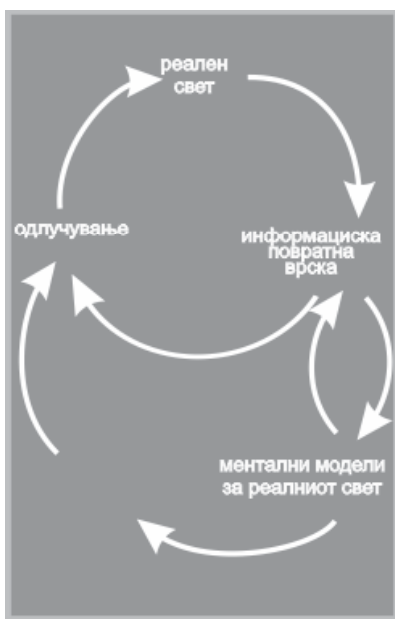 реален
свет
одлучување
информациска
повратна
врска
ментални модели
за реалниот свет